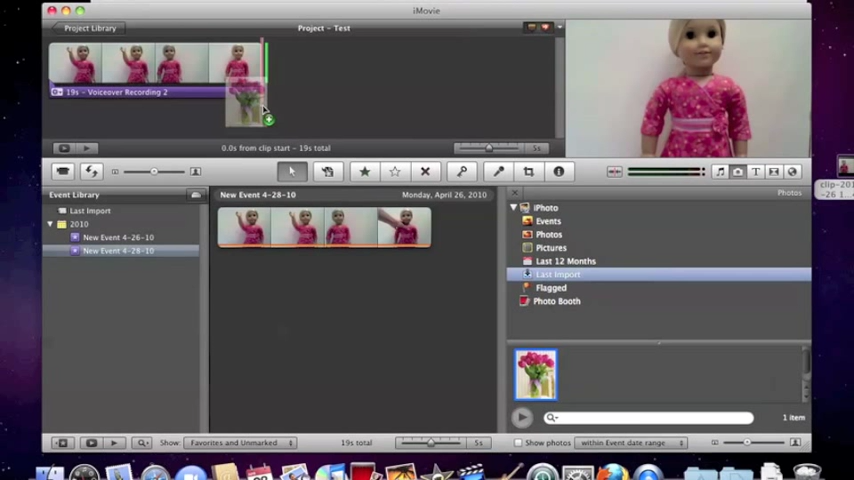 iMovie
Project Library
Project - Test
19s - Voiceover Recording 2
0.0s from clip start - 19s total
5s
Event Library
Last Import
2010
New Event 4-26-10
New Event 4-28-10
New Event 4-28-10
Monday, April 26, 2010
Photos
iPhoto
Events
Photos
Pictures
Last 12 Months
Last Import
Flagged
Photo Booth
1 item
Show:
Favorites and Unmarked
19s total
5s
Show photos
within Event date range